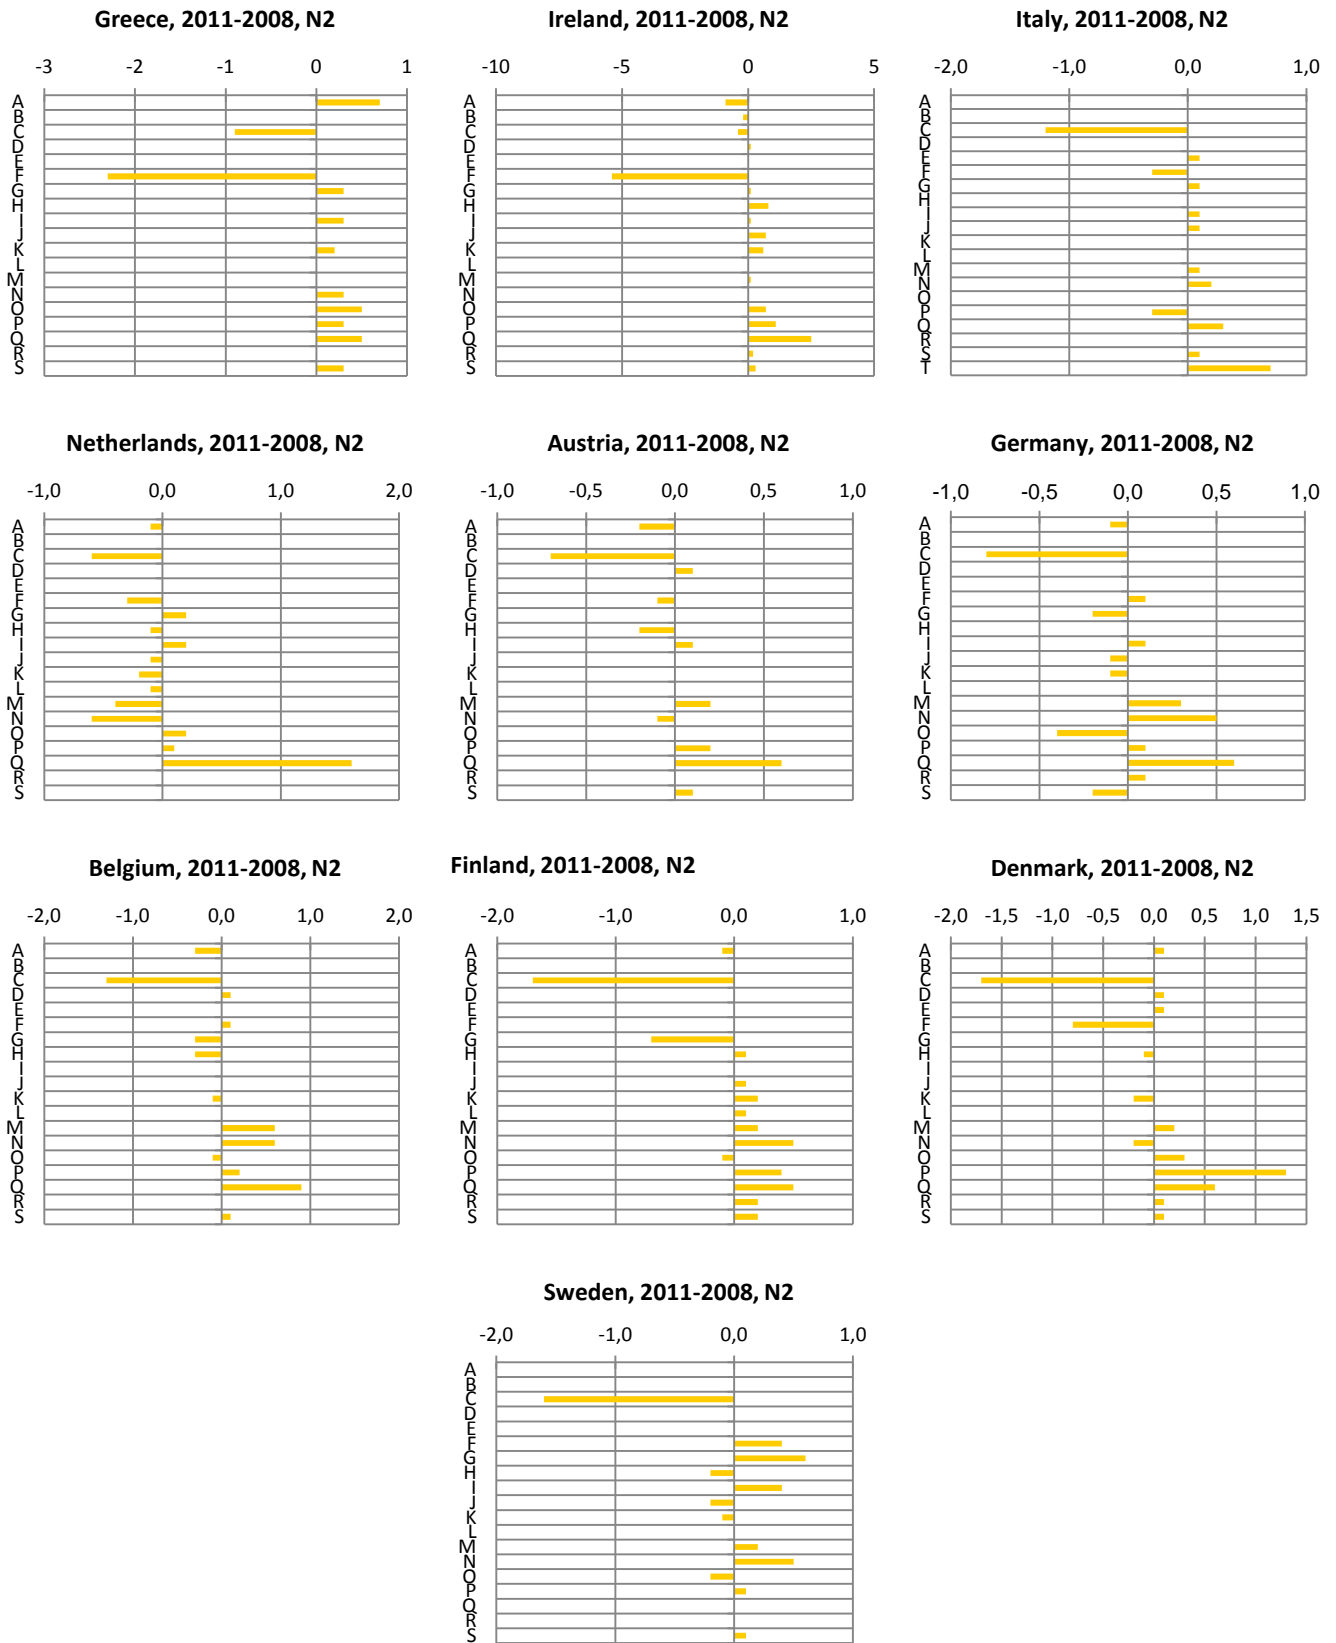 Greece, 2011-2008, N2
-3 -2 -1 0 1
A
B
C
D
E
F
G
H
I
J
K
L
M
N
O
P
Q
R
S
Ireland, 2011-2008, N2
-10 -5 0 5
A
B
C
D
E
F
G
H
I
J
K
L
M
N
O
P
Q
R
S
Italy, 2011-2008, N2
-2,0 -1,0 0,0 1,0
A
B
C
D
E
F
G
H
I
J
K
L
M
N
O
P
Q
R
S
T
Netherlands, 2011-2008, N2
-1,0 0,0 1,0 2,0
A
B
C
D
E
F
G
H
I
J
K
L
M
N
O
P
Q
R
S
Austria, 2011-2008, N2
-1,0 -0,5 0,0 0,5 1,0
A
B
C
D
E
F
G
H
I
J
K
L
M
N
O
P
Q
R
S
Germany, 2011-2008, N2
-1,0 -0,5 0,0 0,5 1,0
A
B
C
D
E
F
G
H
I
J
K
L
M
N
O
P
Q
R
S
Belgium, 2011-2008, N2
-2,0 -1,0 0,0 1,0 2,0
A
B
C
D
E
F
G
H
I
J
K
L
M
N
O
P
Q
R
S
Finland, 2011-2008, N2
-2,0 -1,0 0,0 1,0
A
B
C
D
E
F
G
H
I
J
K
L
M
N
O
P
Q
R
S
Denmark, 2011-2008, N2
-2,0 -1,5 -1,0 -0,5 0,0 0,5 1,0 1,5
A
B
C
D
E
F
G
H
I
J
K
L
M
N
O
P
Q
R
S
Sweden, 2011-2008, N2
-2,0 -1,0 0,0 1,0
A
B
C
D
E
F
G
H
I
J
K
L
M
N
O
P
Q
R
S